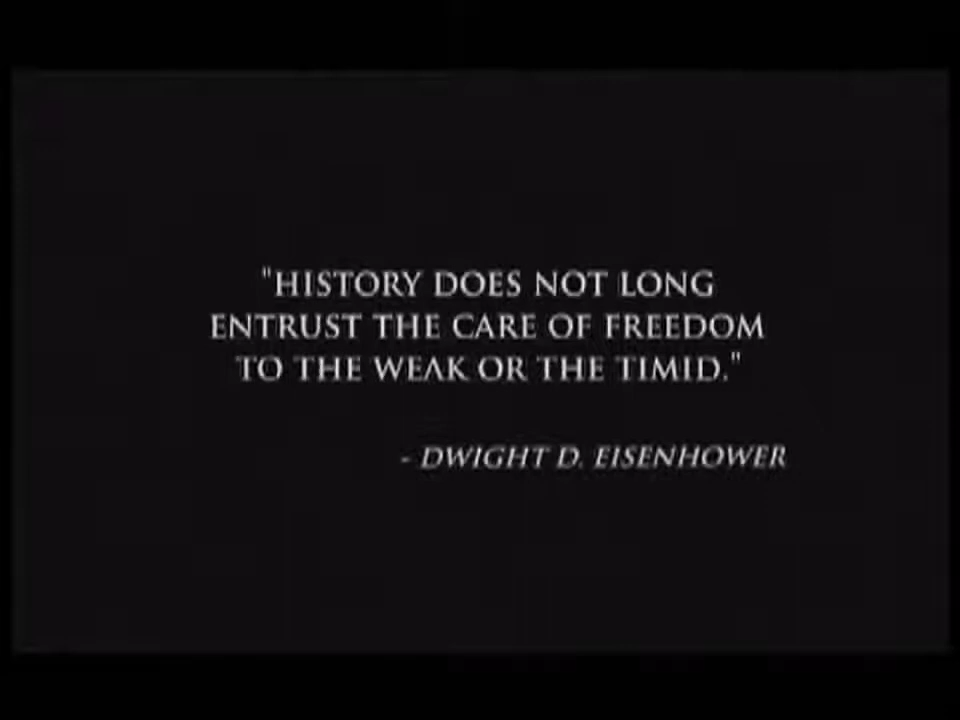 "HISTORY DOES NOT LONG
ENTRUST THE CARE OF FREEDOM
TO THE WEAK OR THE TIMID."
- DWIGHT D. EISENHOWER